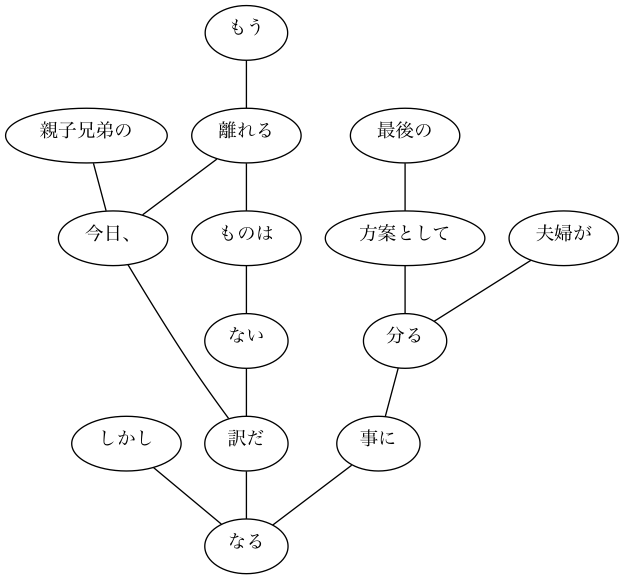 もう
親子兄弟の
離れる
最後の
今日、
ものは
方案として
夫婦が
ない
分る
しかし
訳だ
事に
なる